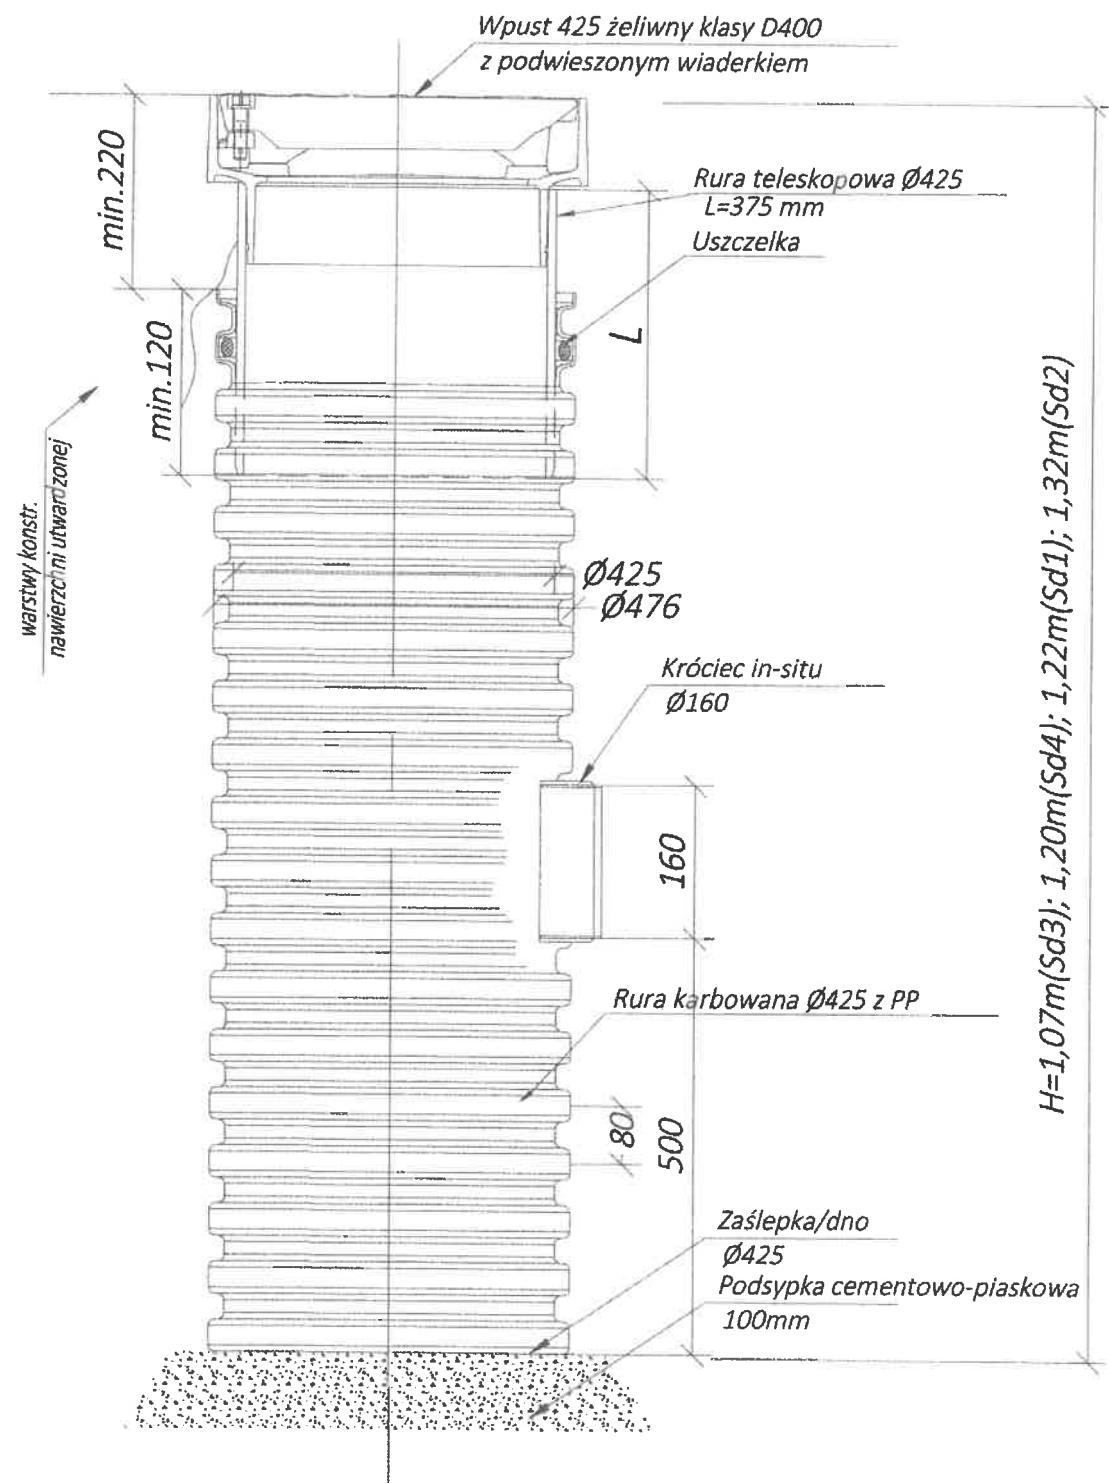 Wpust 425 żeliwny klasy D400
z podwieszonym wiaderkiem
min.220
Rura teleskopowa Ø425
L=375 mm
Uszczelka
min.120
L
warstwy konstr.
nawierzchni utwardzonej
Ø425
Ø476
Króciec in-situ
Ø160
160
H=1,07m(Sd3); 1,20m(Sd4); 1,22m(Sd1); 1,32m(Sd2)
Rura karbowana Ø425 z PP
80
500
Zaślepka/dno
Ø425
Podsypka cementowo-piaskowa
100mm